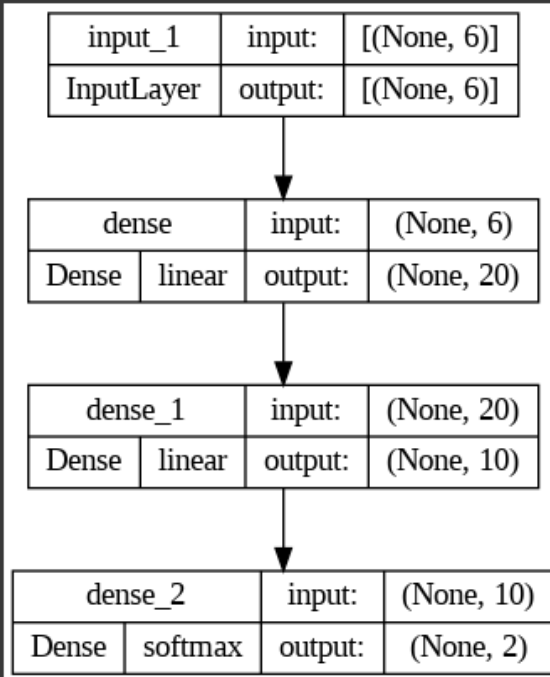 input_1 input: [(None, 6)]
InputLayer output: [(None, 6)]
dense input: (None, 6)
Dense linear output: (None, 20)
dense_1 input: (None, 20)
Dense linear output: (None, 10)
dense_2 input: (None, 10)
Dense softmax output: (None, 2)